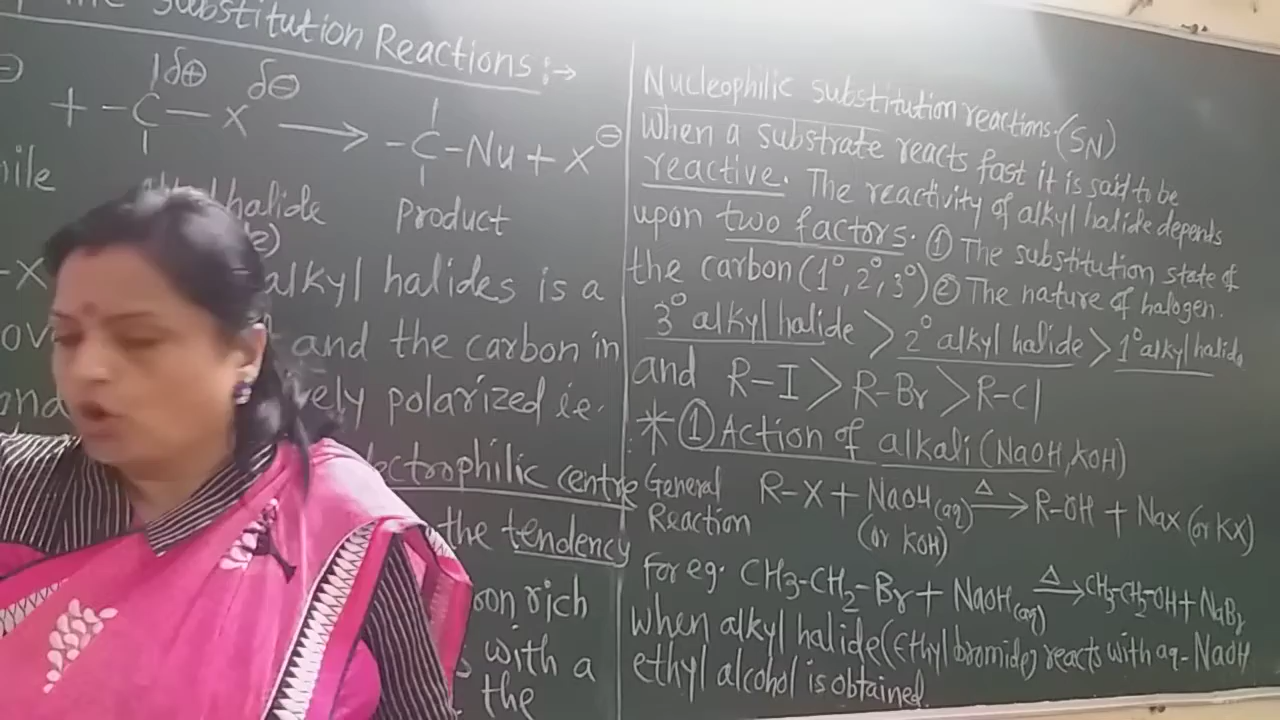 Substitution Reactions :→
⊖ δ⊕ δ⊖
+ -C-X → -C-Nu + X⊖
halide Product
-X alkyl halides is a
and the carbon in
and vely polarized i.e.
ectrophilic centre
the tendency
on rich
with a
the
Nucleophilic substitution reactions. (SN)
When a substrate reacts fast it is said to be
reactive. The reactivity of alkyl halide depends
upon two factors. ① The substitution state of
the carbon (1°, 2°, 3°) ② The nature of halogen.
3° alkyl halide > 2° alkyl halide > 1° alkyl halide
and R-I > R-Br > R-Cl
* ① Action of alkali (NaOH, KOH)
General R-X + NaOH(aq) Δ→ R-OH + Nax (or KX)
Reaction (or KOH)
For eg. CH3-CH2-Br + NaOH(aq) Δ→ CH3-CH2-OH + NaBr
When alkyl halide (Ethyl bromide) reacts with aq- NaOH
ethyl alcohol is obtained.